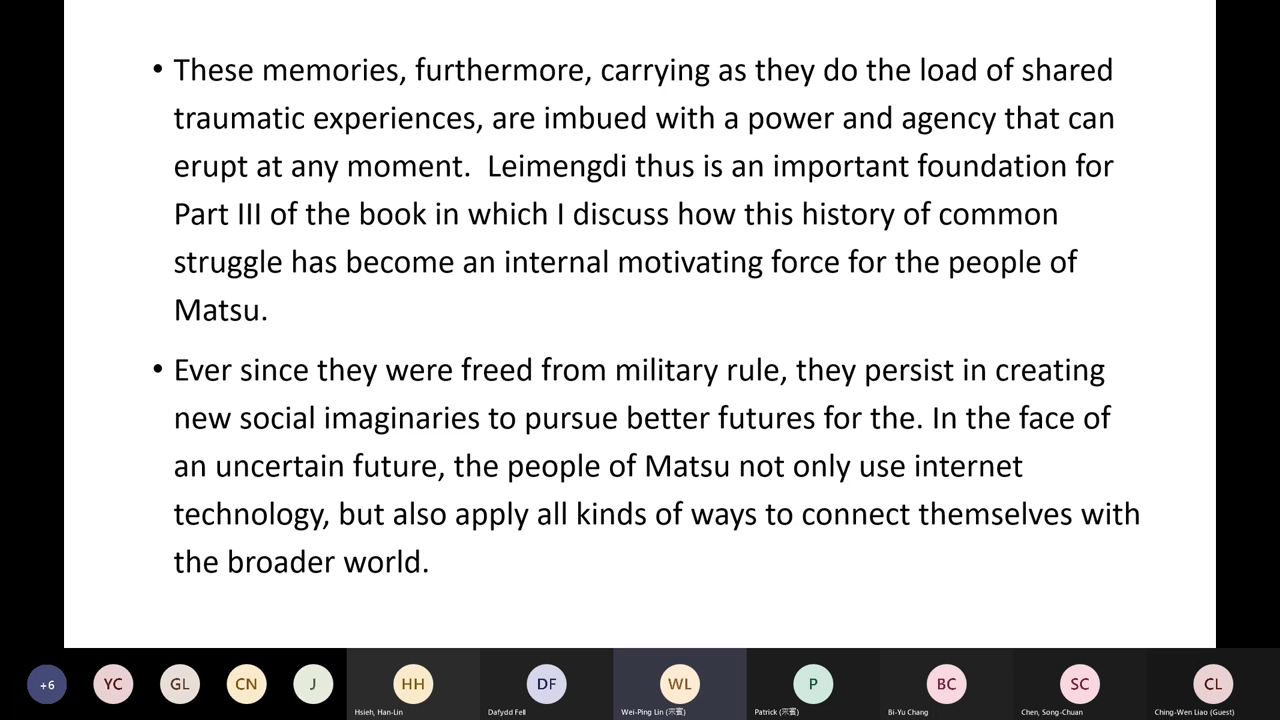 • These memories, furthermore, carrying as they do the load of shared
traumatic experiences, are imbued with a power and agency that can
erupt at any moment.  Leimengdi thus is an important foundation for
Part III of the book in which I discuss how this history of common
struggle has become an internal motivating force for the people of
Matsu.
• Ever since they were freed from military rule, they persist in creating
new social imaginaries to pursue better futures for the. In the face of
an uncertain future, the people of Matsu not only use internet
technology, but also apply all kinds of ways to connect themselves with
the broader world.
+6 YC GL CN J HH DF WL P BC SC CL
Hsieh, Han-Lin Dafydd Fell Wei-Ping Lin Patrick Bi-Yu Chang Chen, Song-Chuan Ching-Wen Liao (Guest)